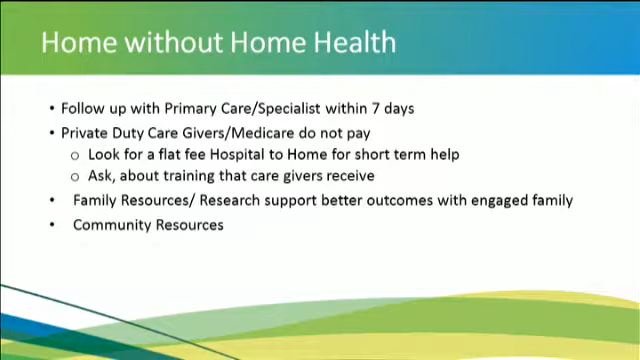 Home without Home Health
• Follow up with Primary Care/Specialist within 7 days
• Private Duty Care Givers/Medicare do not pay
o Look for a flat fee Hospital to Home for short term help
o Ask, about training that care givers receive
• Family Resources/ Research support better outcomes with engaged family
• Community Resources